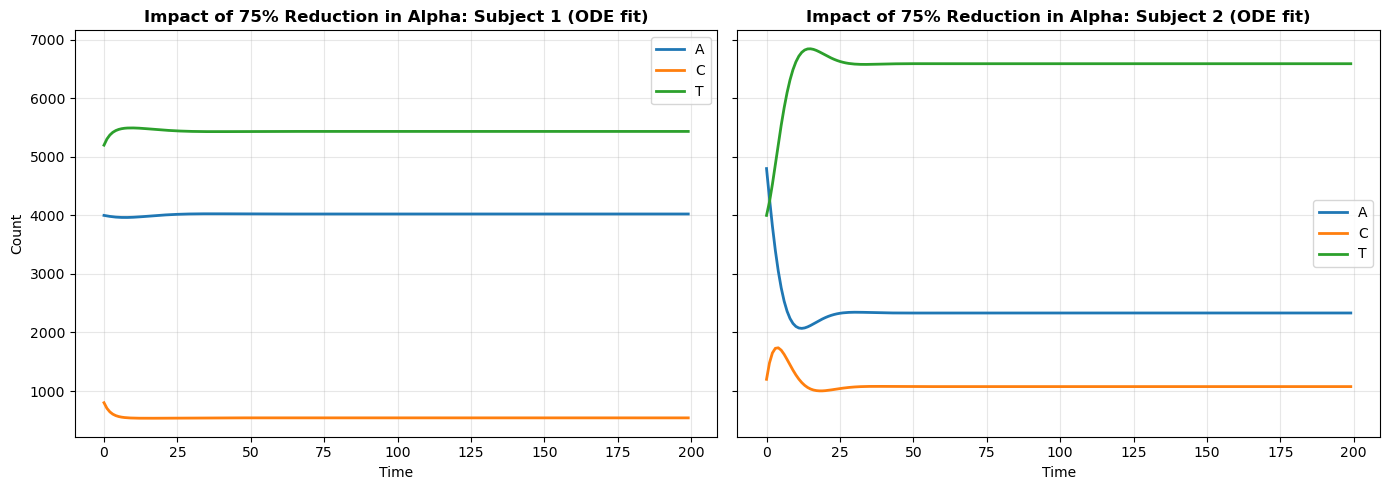 Impact of 75% Reduction in Alpha: Subject 1 (ODE fit)
7000
6000
5000
4000
3000
2000
1000
Count
A
C
T
0 25 50 75 100 125 150 175 200
Time
Impact of 75% Reduction in Alpha: Subject 2 (ODE fit)
A
C
T
0 25 50 75 100 125 150 175 200
Time